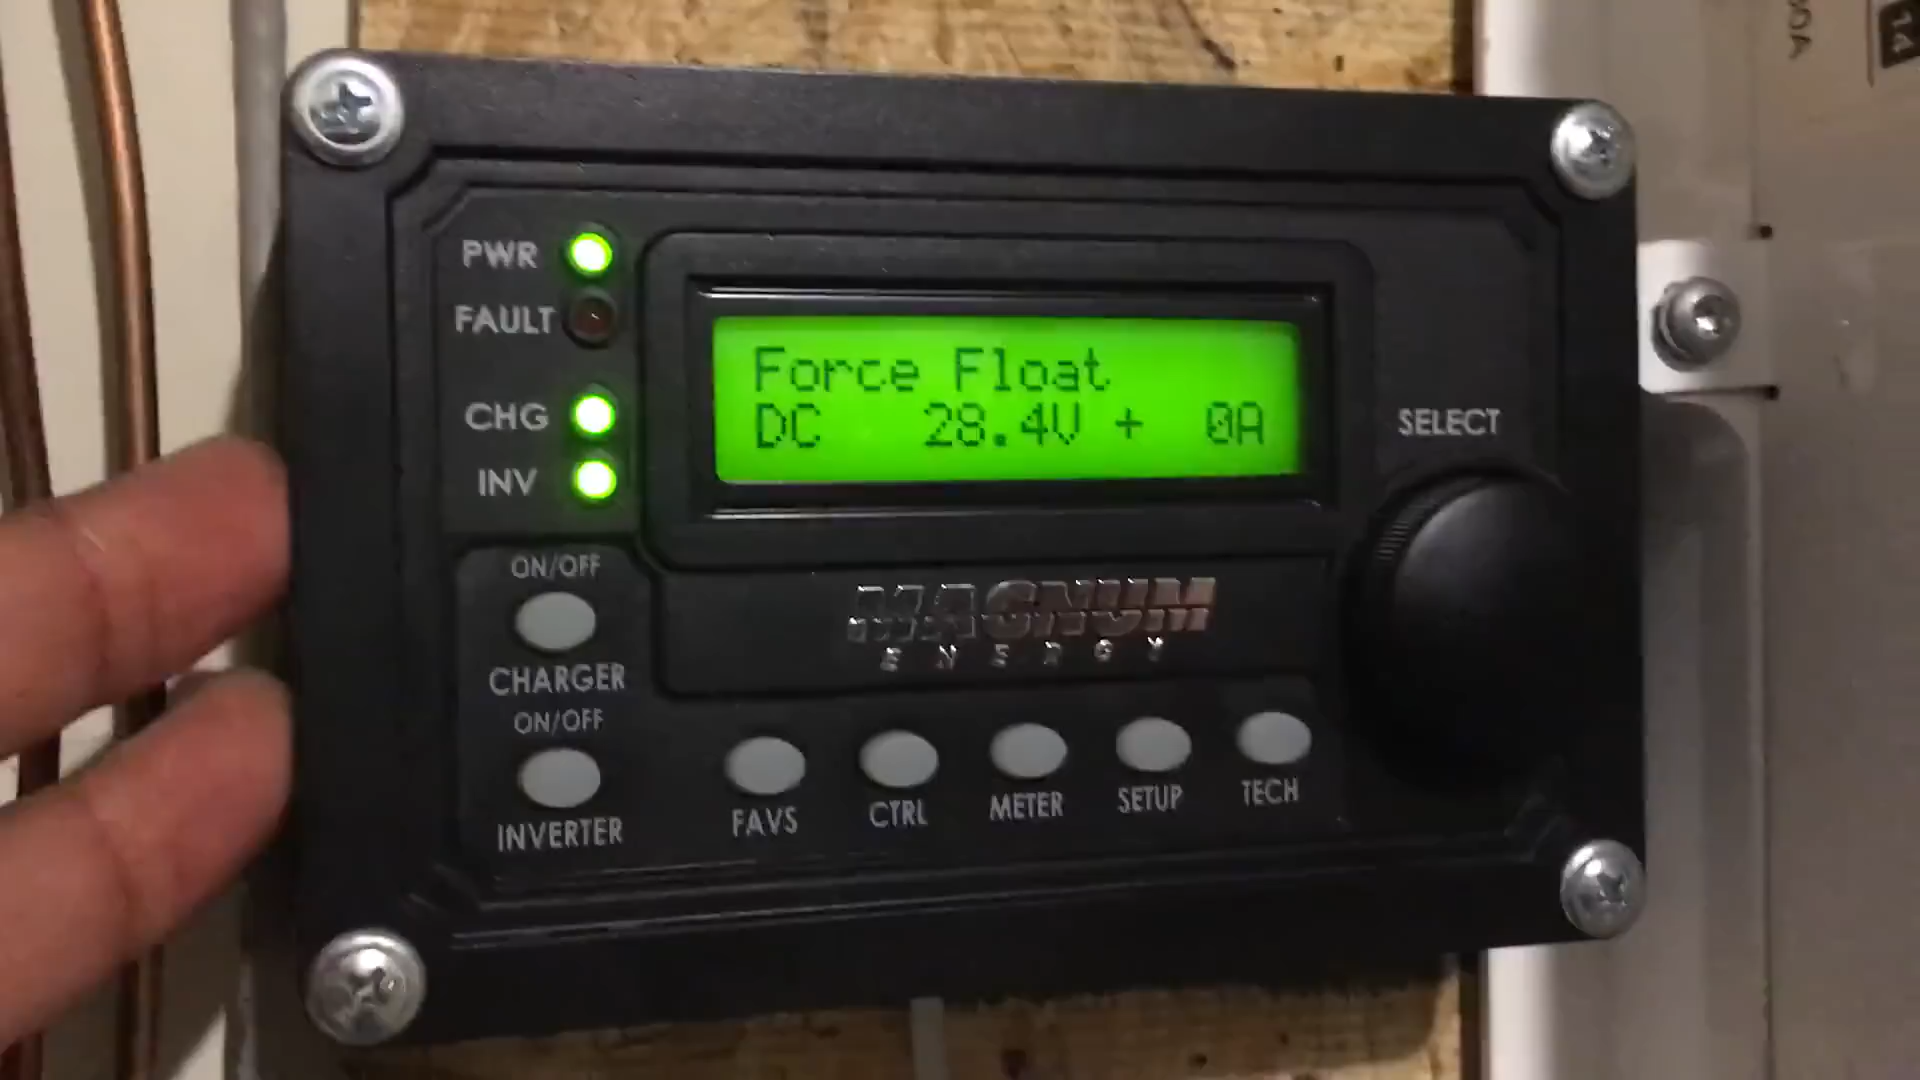 PWR
FAULT
CHG
INV
Force Float
DC 28.4V + 0A
SELECT
ON/OFF
CHARGER
ON/OFF
INVERTER
MAGNUM
ENERGY
FAVS
CTRL
METER
SETUP
TECH
14